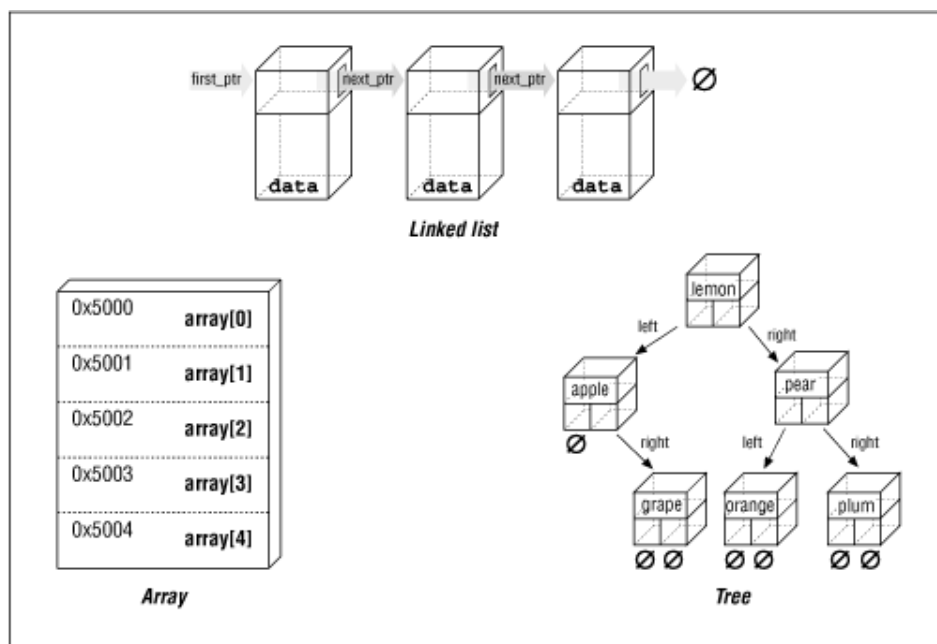 first_ptr next_ptr next_ptr Ø
data data data
Linked list
0x5000 array[0]
0x5001 array[1]
0x5002 array[2]
0x5003 array[3]
0x5004 array[4]
Array
lemon
left right
apple pear
Ø right left right
grape orange plum
Ø Ø Ø Ø Ø Ø
Tree